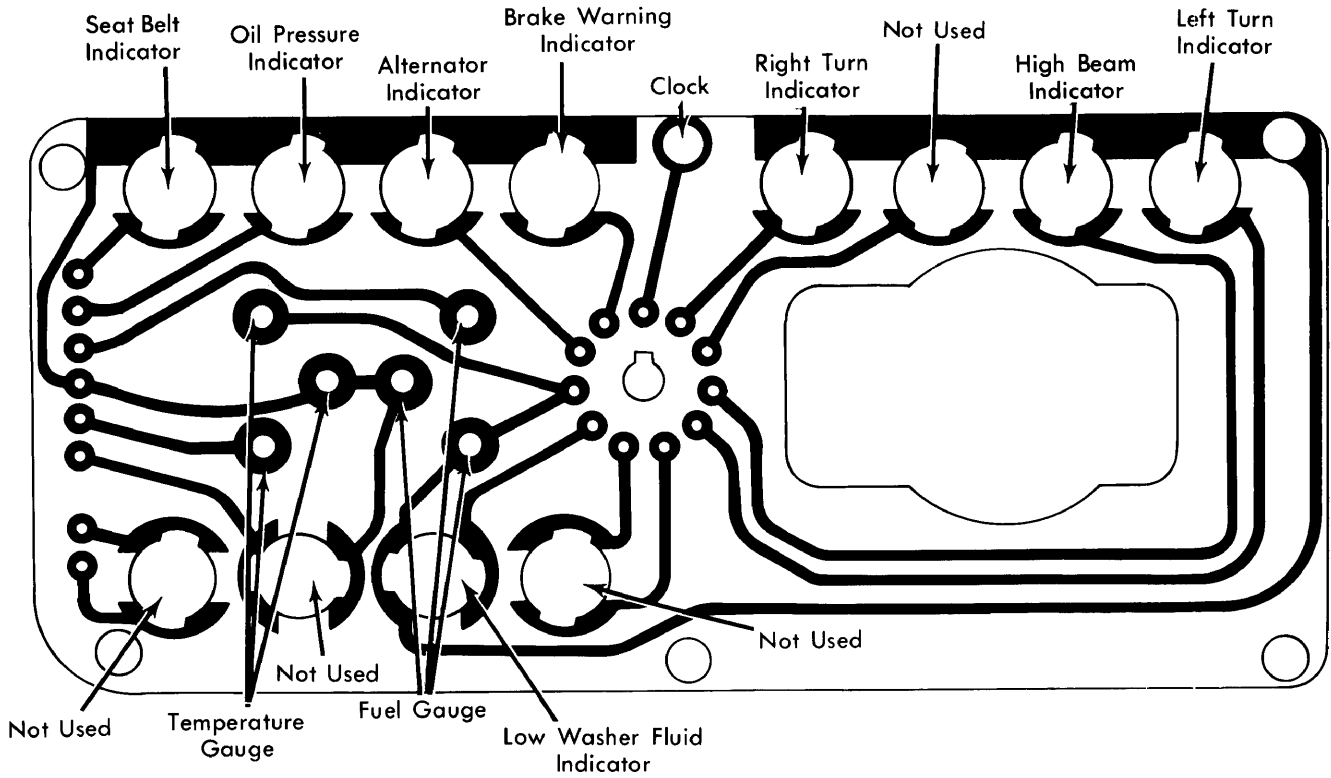 Seat Belt
Indicator
Oil Pressure
Indicator
Alternator
Indicator
Brake Warning
Indicator
Clock
Right Turn
Indicator
Not Used
High Beam
Indicator
Left Turn
Indicator
Not Used
Temperature
Gauge
Not Used
Fuel Gauge
Low Washer Fluid
Indicator
Not Used